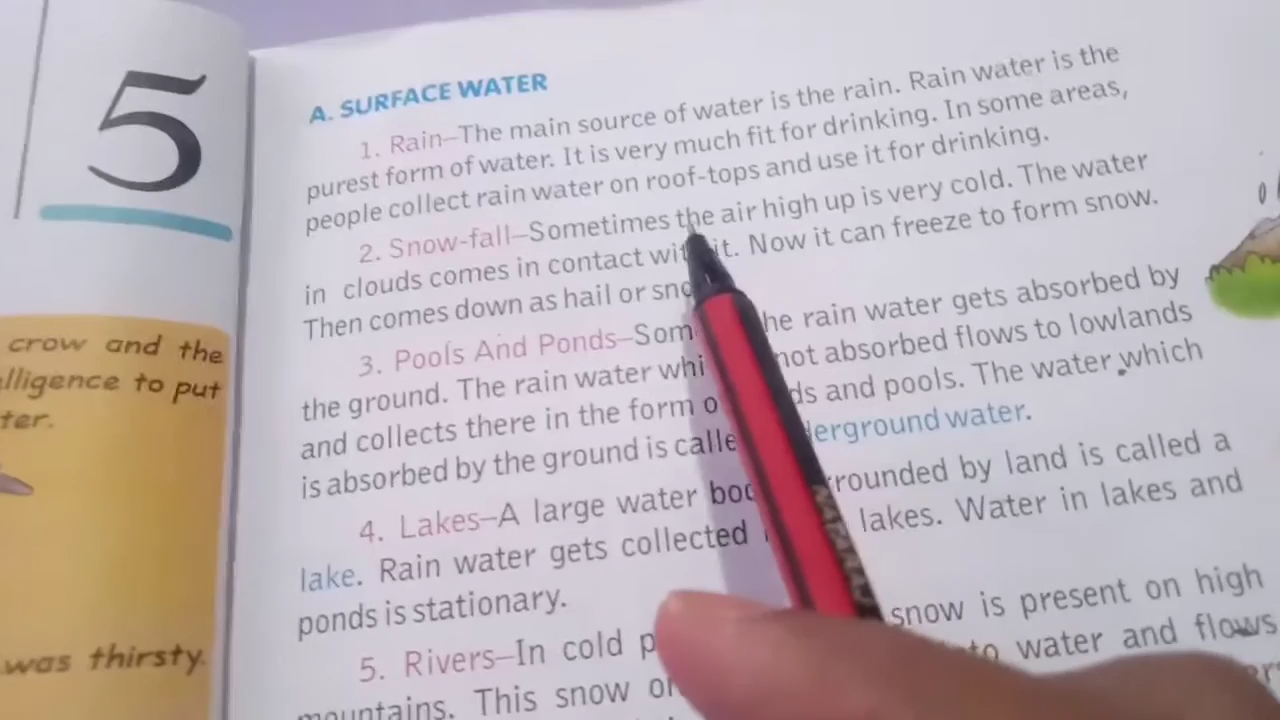 5
crow and the
lligence to put
ter.
was thirsty.
A. SURFACE WATER
1. Rain–The main source of water is the rain. Rain water is the
purest form of water. It is very much fit for drinking. In some areas,
people collect rain water on roof-tops and use it for drinking.
2. Snow-fall–Sometimes the air high up is very cold. The water
in clouds comes in contact with it. Now it can freeze to form snow.
Then comes down as hail or sno
3. Pools And Ponds–Som he rain water gets absorbed by
the ground. The rain water whi not absorbed flows to lowlands
and collects there in the form o ds and pools. The water which
is absorbed by the ground is calle derground water.
4. Lakes–A large water bod rrounded by land is called a
lake. Rain water gets collected lakes. Water in lakes and
ponds is stationary.
5. Rivers–In cold p snow is present on high
mountains. This snow or to water and flows
NATARAJ